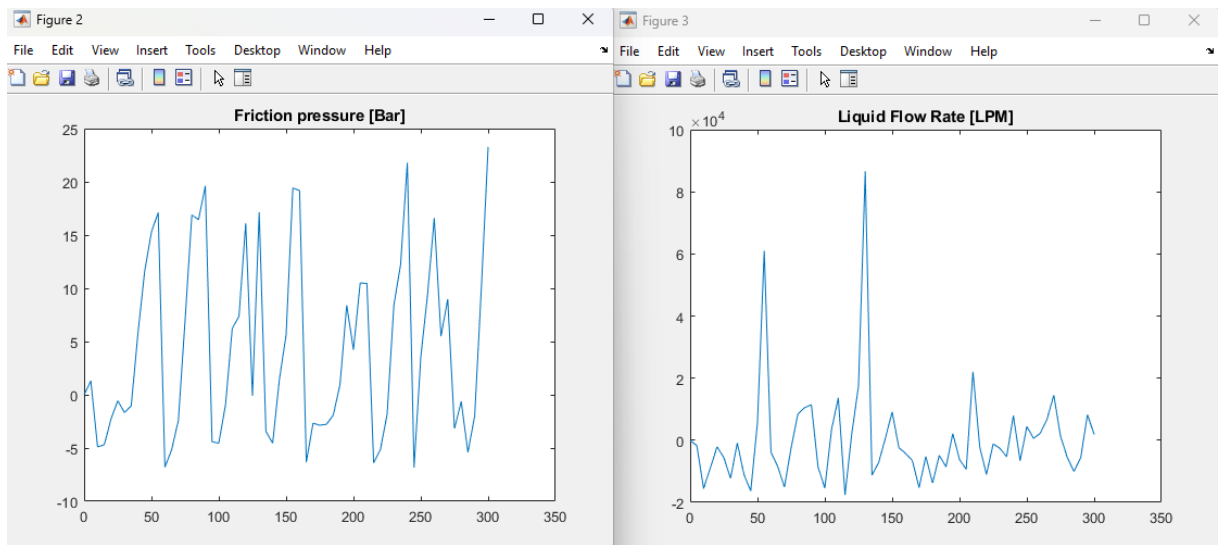 Figure 2
File Edit View Insert Tools Desktop Window Help
Friction pressure [Bar]
25
20
15
10
5
0
-5
-10
0 50 100 150 200 250 300 350
Figure 3
File Edit View Insert Tools Desktop Window Help
×10⁴
Liquid Flow Rate [LPM]
10
8
6
4
2
0
-2
0 50 100 150 200 250 300 350